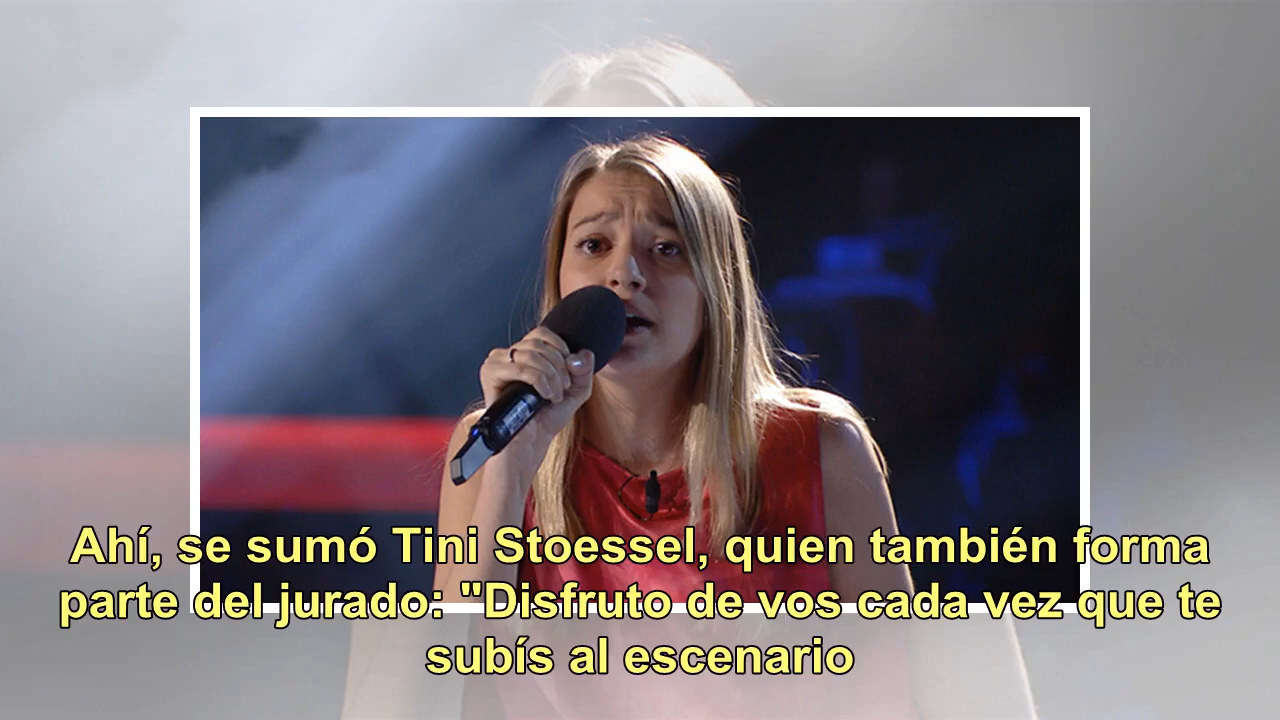 Ahí, se sumó Tini Stoessel, quien también forma
parte del jurado: "Disfruto de vos cada vez que te
subís al escenario